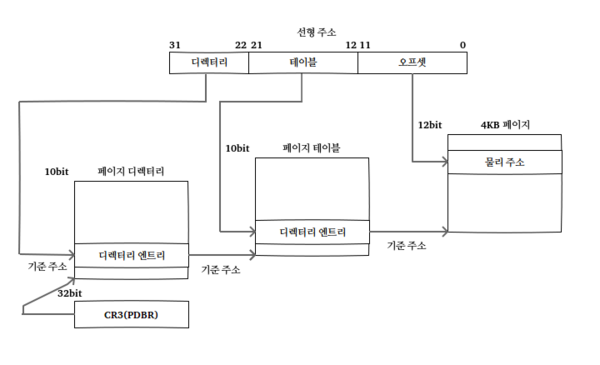 선형 주소
31 22 21 12 11 0
디렉터리 테이블 오프셋
12bit 4KB 페이지
10bit 페이지 테이블
물리 주소
10bit 페이지 디렉터리
디렉터리 엔트리
디렉터리 엔트리
기준 주소
기준 주소
기준 주소
32bit
CR3(PDBR)